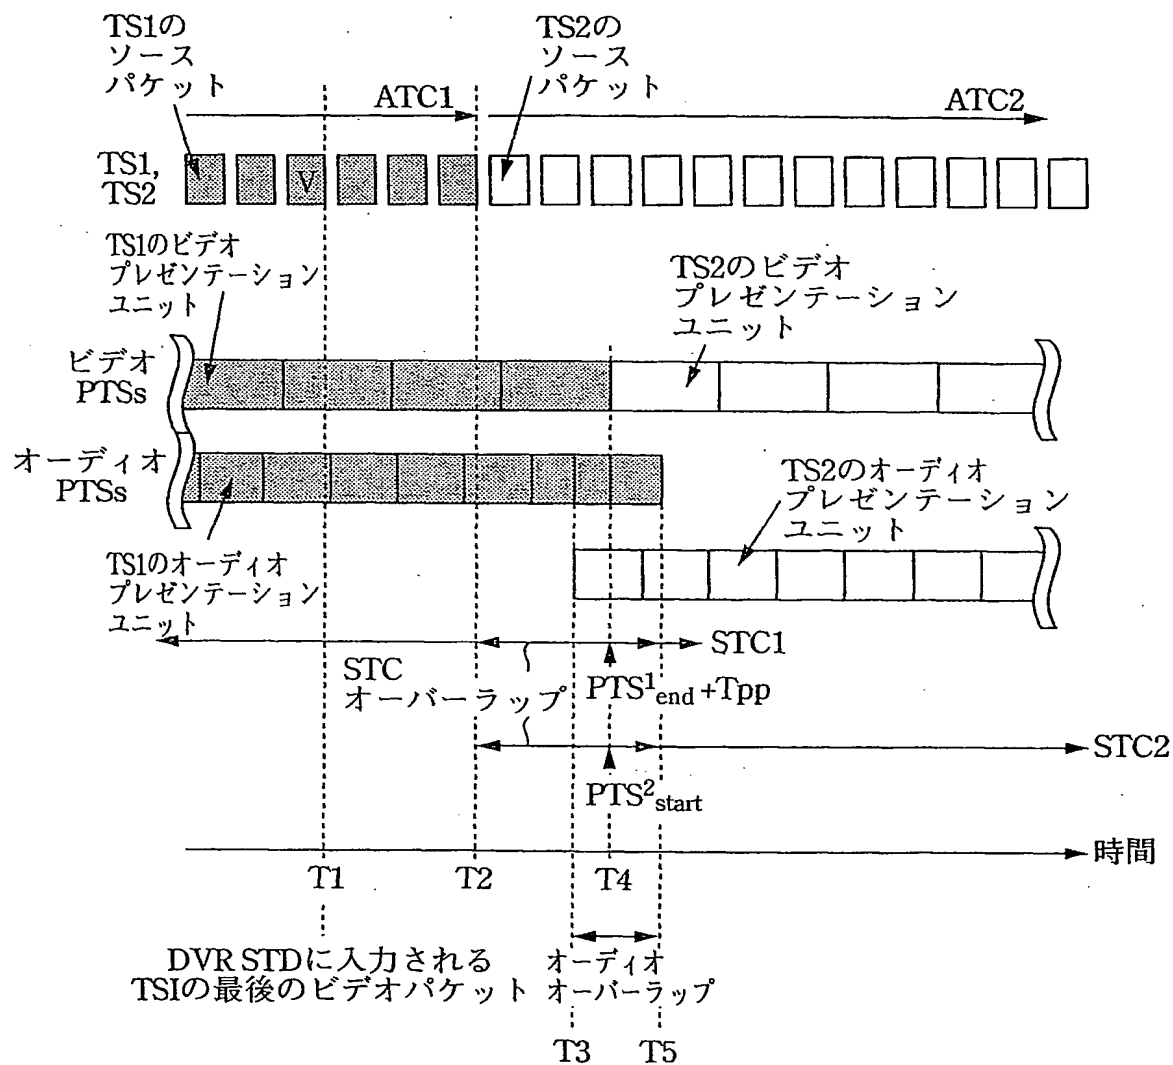 TS1の
ソース
パケット
TS2の
ソース
パケット
ATC1
ATC2
TS1,
TS2
V
TS1のビデオ
プレゼンテーション
ユニット
TS2のビデオ
プレゼンテーション
ユニット
ビデオ
PTSs
オーディオ
PTSs
TS2のオーディオ
プレゼンテーション
ユニット
TS1のオーディオ
プレゼンテーション
ユニット
STC1
STC
オーバーラップ
PTS¹end+Tpp
STC2
PTS²start
時間
T1
T2
T4
DVR STDに入力される
TSIの最後のビデオパケット
オーディオ
オーバーラップ
T3
T5